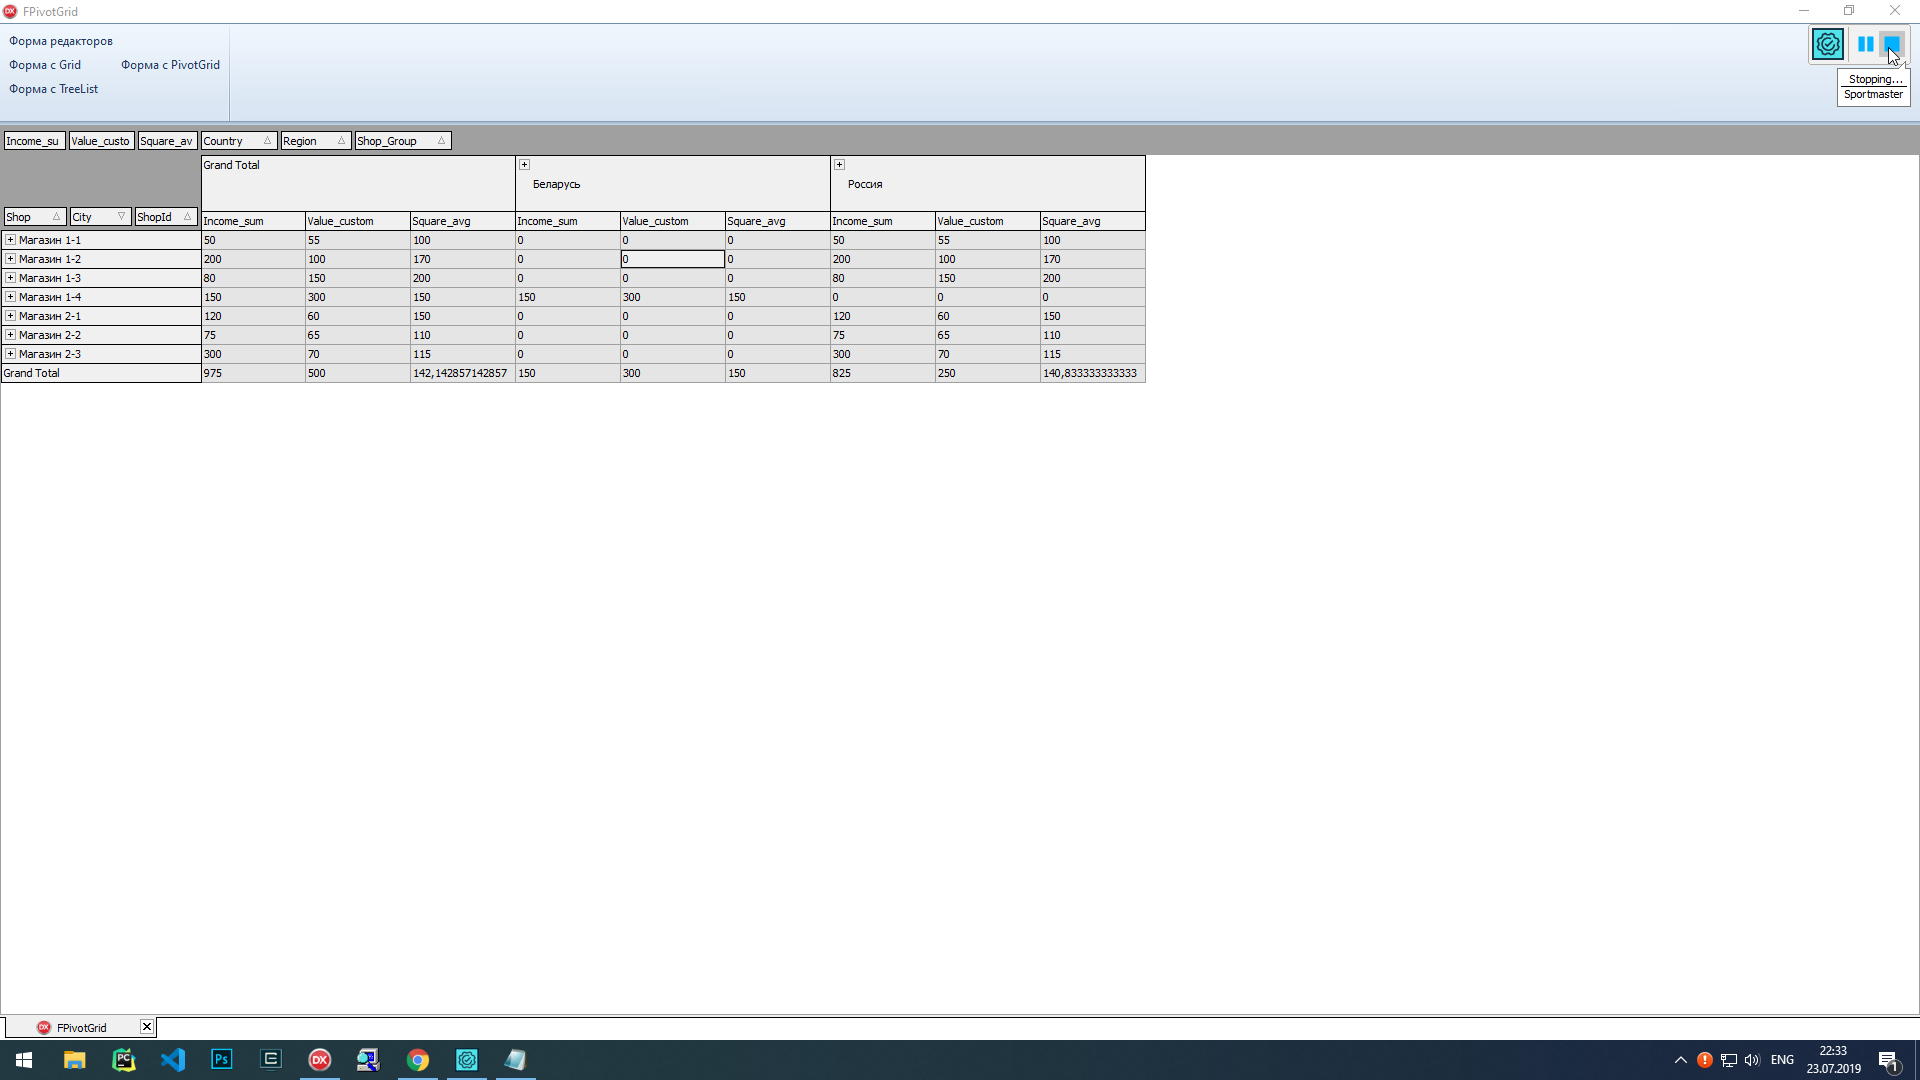 FPivotGrid
Форма редакторов
Форма с Grid Форма с PivotGrid
Форма с TreeList
Stopping...
Sportmaster
Income_su Value_custo Square_av Country Region Shop_Group
Grand Total
Беларусь Россия
Shop City ShopId Income_sum Value_custom Square_avg Income_sum Value_custom Square_avg Income_sum Value_custom Square_avg
Магазин 1-1 50 55 100 0 0 0 50 55 100
Магазин 1-2 200 100 170 0 0 0 200 100 170
Магазин 1-3 80 150 200 0 0 0 80 150 200
Магазин 1-4 150 300 150 150 300 150 0 0 0
Магазин 2-1 120 60 150 0 0 0 120 60 150
Магазин 2-2 75 65 110 0 0 0 75 65 110
Магазин 2-3 300 70 115 0 0 0 300 70 115
Grand Total 975 500 142,142857142857 150 300 150 825 250 140,833333333333
FPivotGrid
ENG
22:33
23.07.2019
1